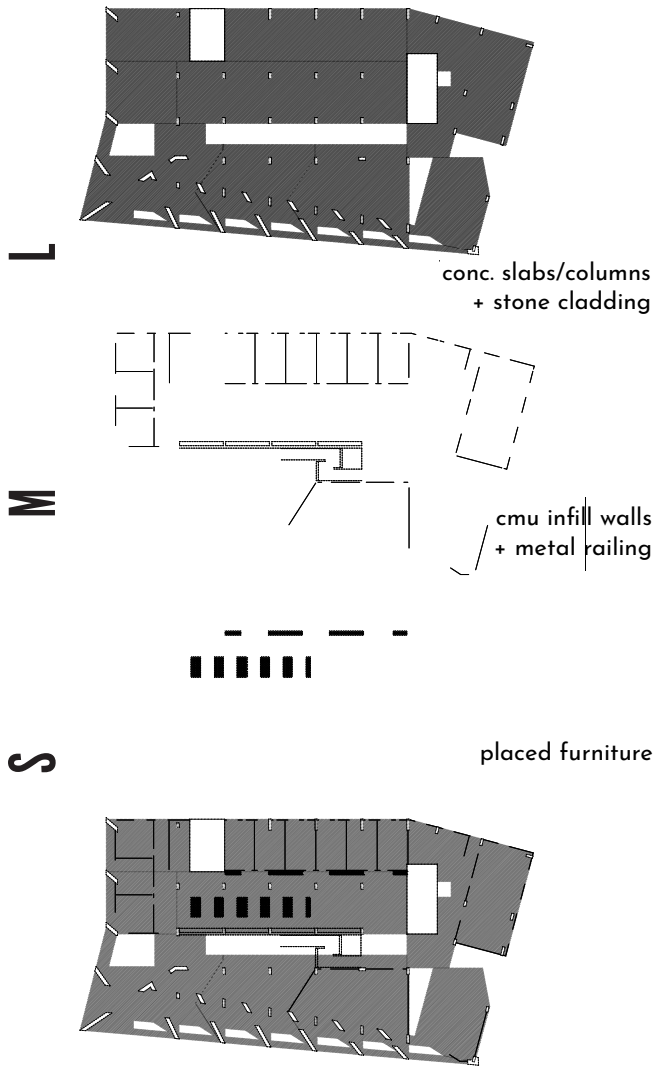 L
conc. slabs/columns
+ stone cladding
M
cmu infill walls
+ metal railing
S
placed furniture